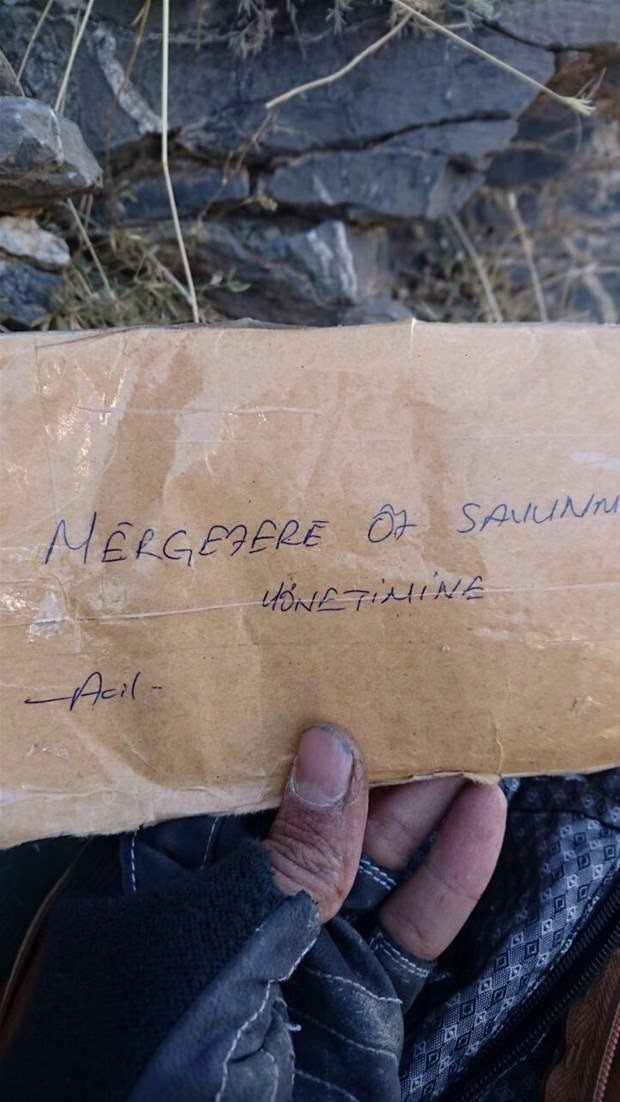 MERGEZERE ÖZ SAVUNM
YÖNETİMİNE
-Acil-